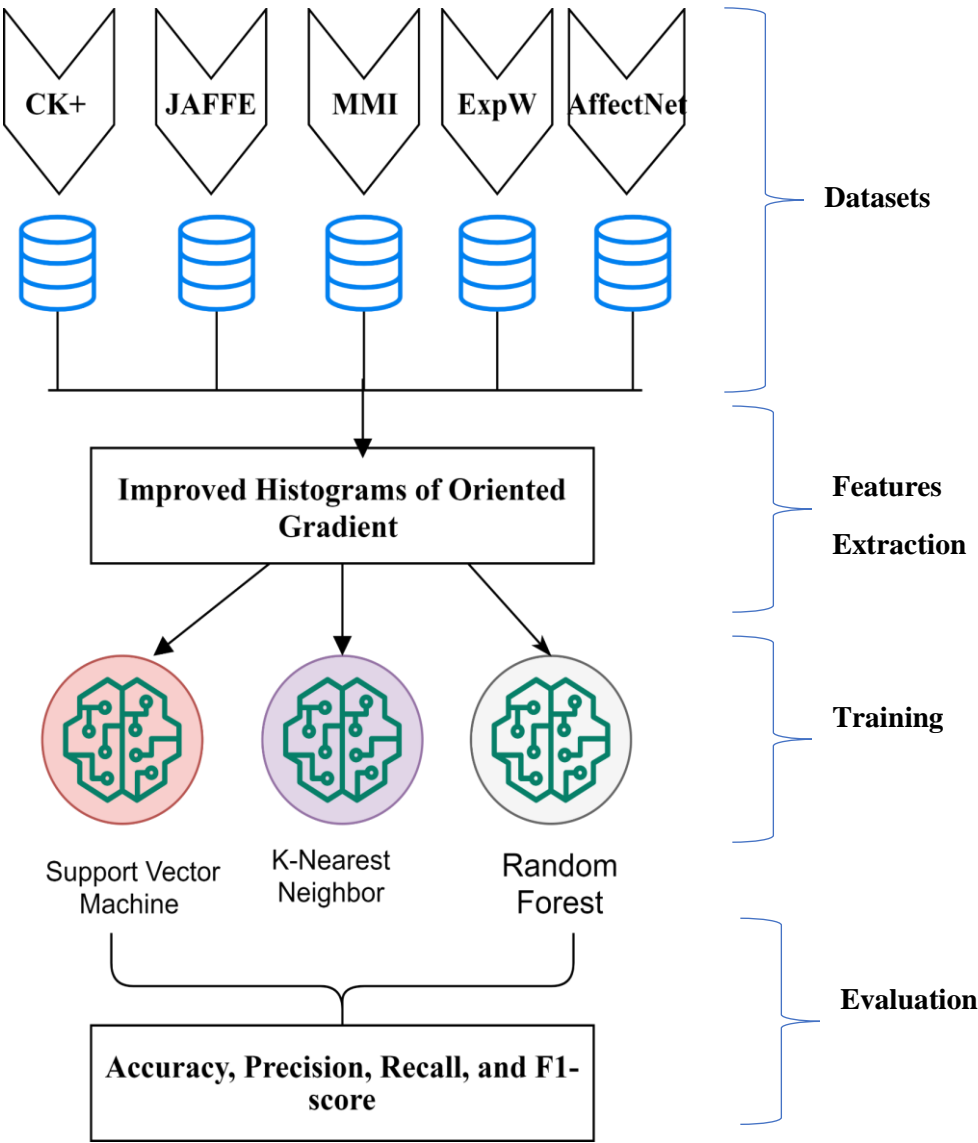 CK+
JAFFE
MMI
ExpW
AffectNet
Datasets
Improved Histograms of Oriented
Gradient
Features
Extraction
Training
Support Vector
Machine
K-Nearest
Neighbor
Random
Forest
Evaluation
Accuracy, Precision, Recall, and F1-
score